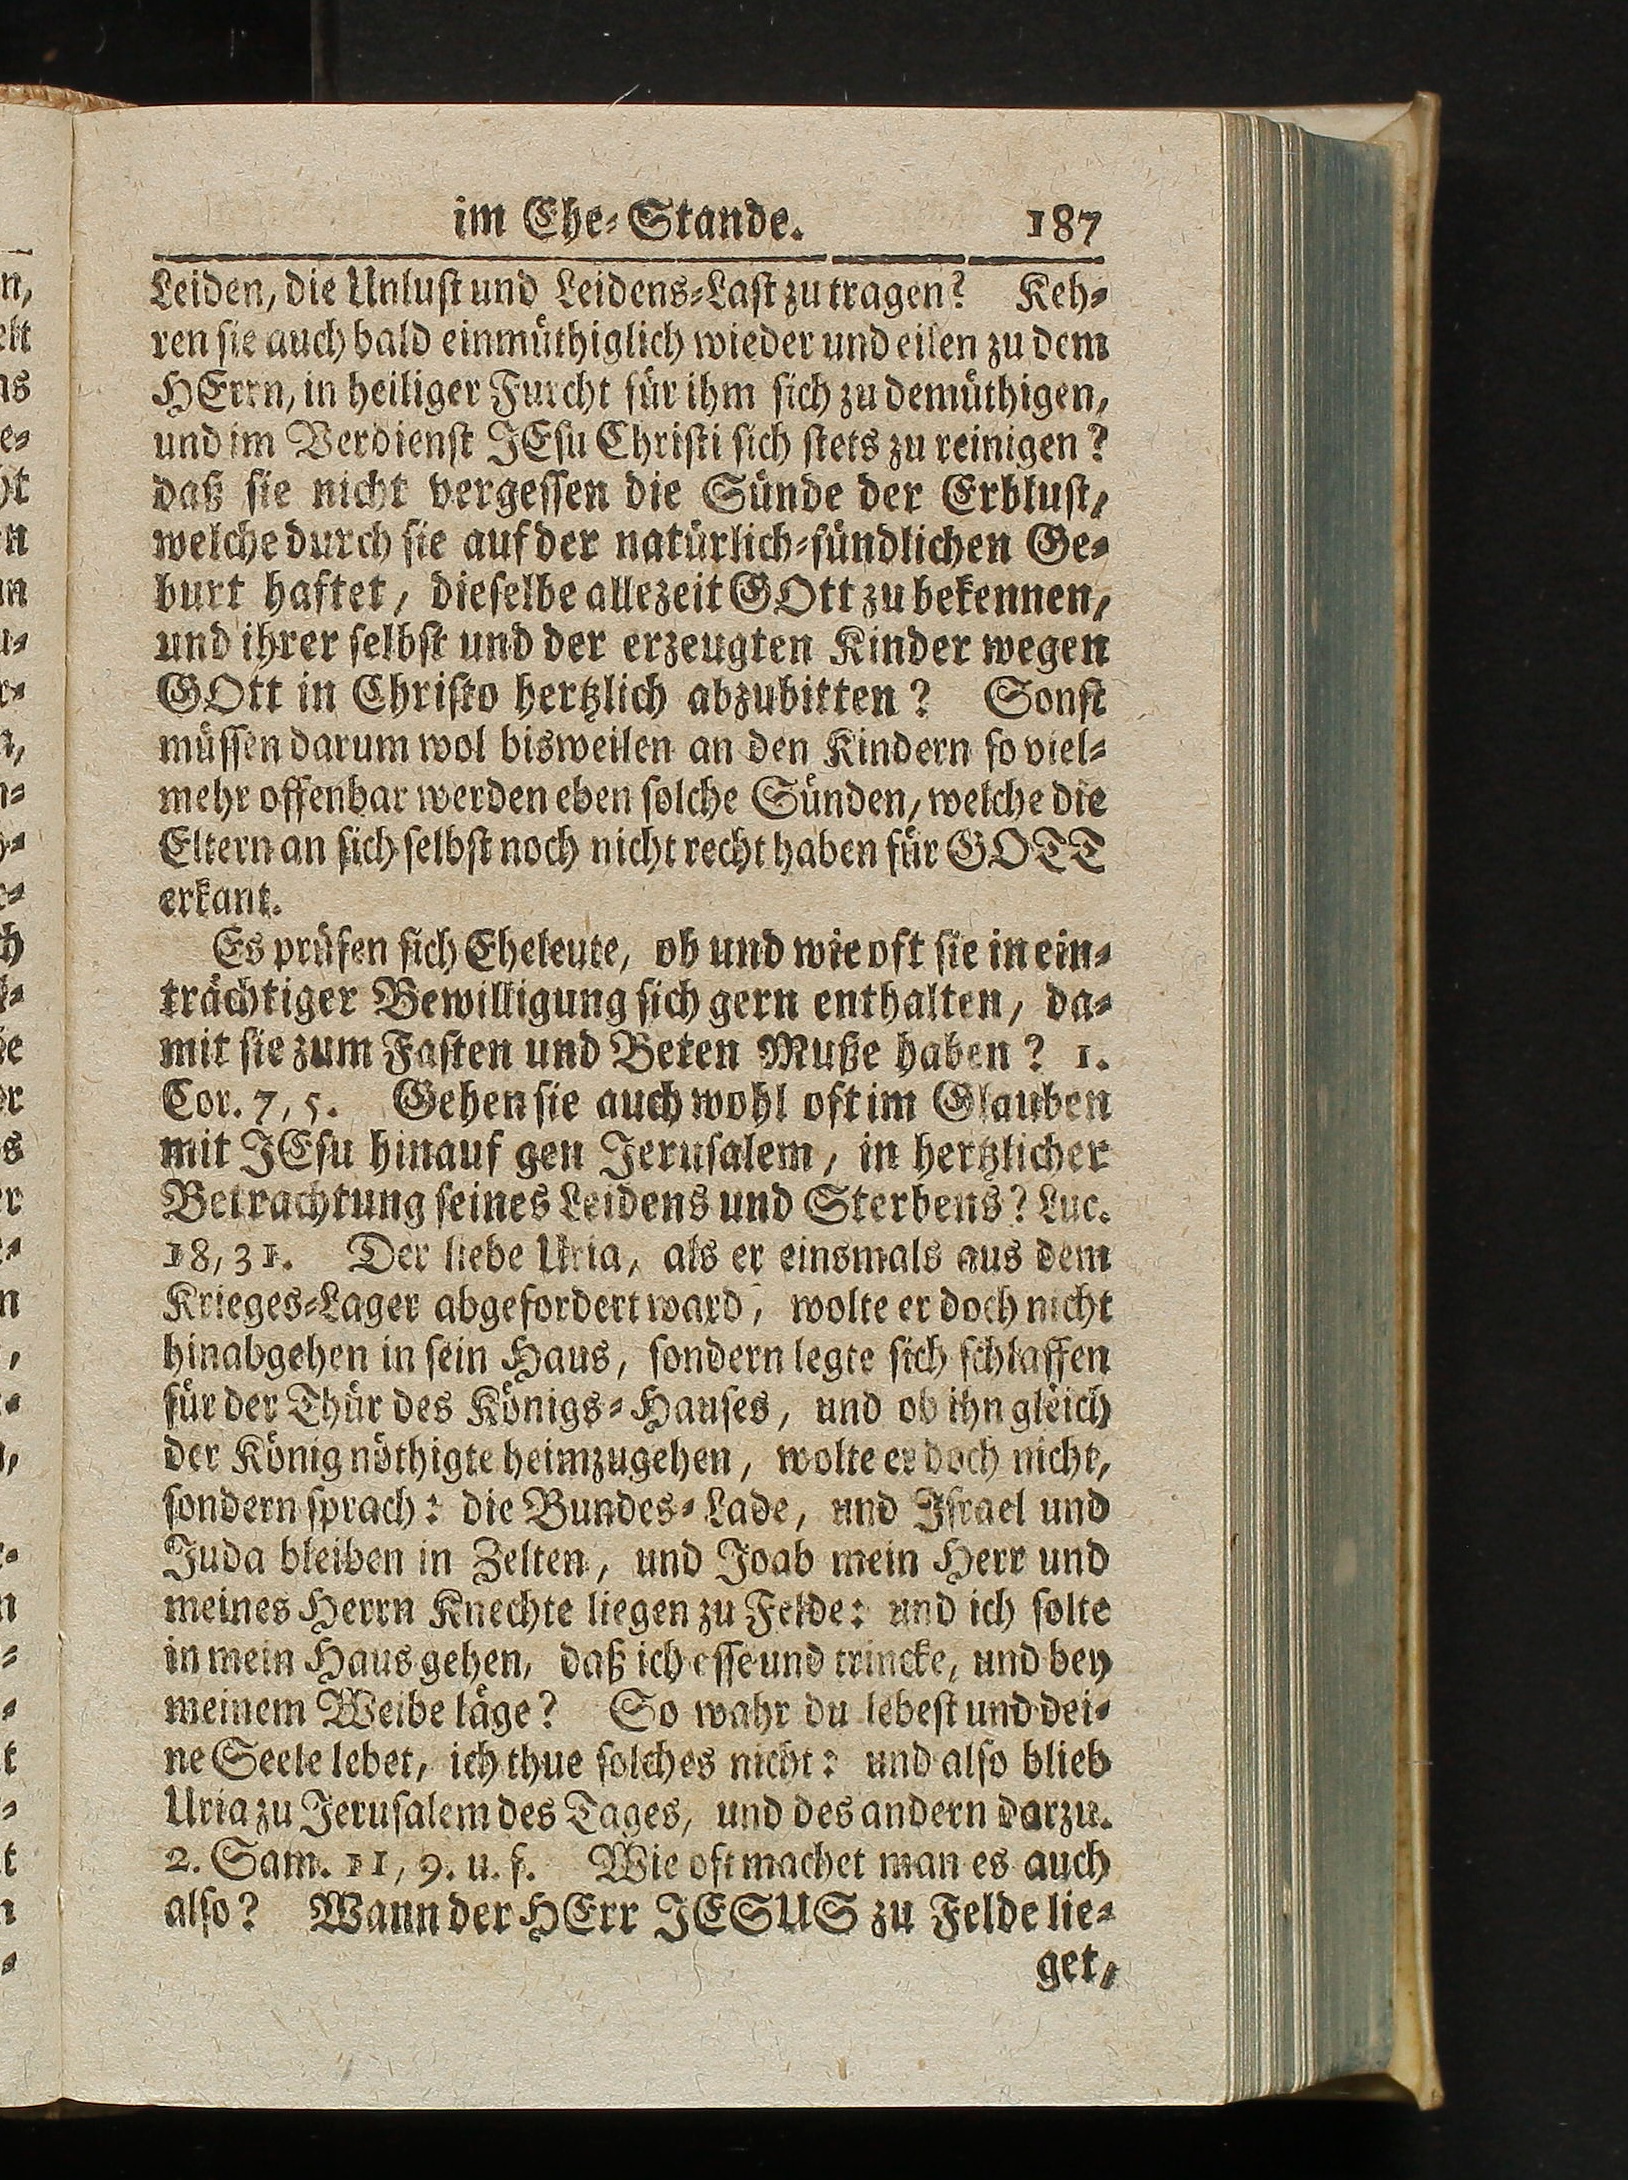 im Ehe-Stande. 187
Leiden, die Unlust und Leidens-Last zu tragen? Keh-
ren sie auch bald einmüthiglich wieder und eilen zu dem
HErrn, in heiliger Furcht für ihm sich zu demüthigen,
und im Verdienst JEsu Christi sich stets zu reinigen?
daß sie nicht vergessen die Sünde der Erblust,
welche durch sie auf der natürlich-sündlichen Ge-
burt haftet, dieselbe allezeit GOtt zu bekennen,
und ihrer selbst und der erzeugten Kinder wegen
GOtt in Christo hertzlich abzubitten? Sonst
müssen darum wol bisweilen an den Kindern so viel-
mehr offenbar werden eben solche Sünden, welche die
Eltern an sich selbst noch nicht recht haben für GOTT
erkant.
Es prüfen sich Eheleute, ob und wie oft sie in ein-
trächtiger Bewilligung sich gern enthalten, da-
mit sie zum Fasten und Beten Muße haben? 1.
Cor. 7, 5. Gehen sie auch wohl oft im Glauben
mit JEsu hinauf gen Jerusalem, in hertzlicher
Betrachtung seines Leidens und Sterbens? Luc.
18, 31. Der liebe Uria, als er einsmals aus dem
Krieges-Lager abgefordert ward, wolte er doch nicht
hinabgehen in sein Haus, sondern legte sich schlaffen
für der Thür des Königs-Hauses, und ob ihn gleich
der König nöthigte heimzugehen, wolte er doch nicht,
sondern sprach: die Bundes-Lade, und Israel und
Juda bleiben in Zelten, und Joab mein Herr und
meines Herrn Knechte liegen zu Felde: und ich solte
in mein Haus gehen, daß ich esse und trincke, und bey
meinem Weibe läge? So wahr du lebest und dei-
ne Seele lebet, ich thue solches nicht: und also blieb
Uria zu Jerusalem des Tages, und des andern darzu.
2. Sam. 11, 9. u. f. Wie oft machet man es auch
also? Wann der HErr JESUS zu Felde lie-
get,